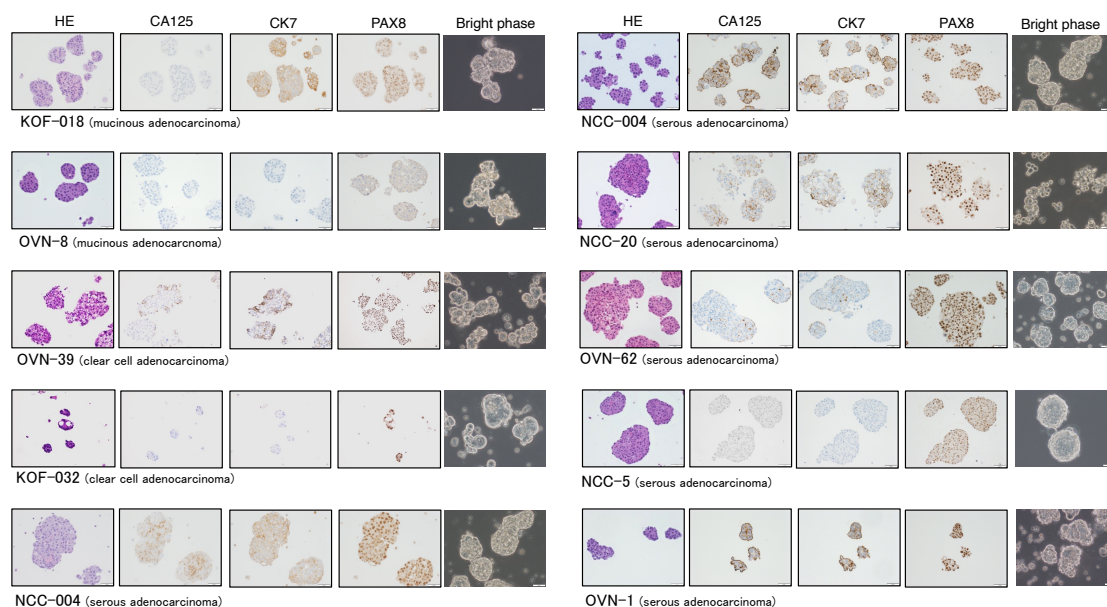 HE CA125 CK7 PAX8 Bright phase
KOF-018 (mucinous adenocarcinoma)
OVN-8 (mucinous adenocarcnoma)
OVN-39 (clear cell adenocarcinoma)
KOF-032 (clear cell adenocarcinoma)
NCC-004 (serous adenocarcinoma)
HE CA125 CK7 PAX8 Bright phase
NCC-004 (serous adenocarcinoma)
NCC-20 (serous adenocarcinoma)
OVN-62 (serous adenocarcinoma)
NCC-5 (serous adenocarcinoma)
OVN-1 (serous adenocarcinoma)